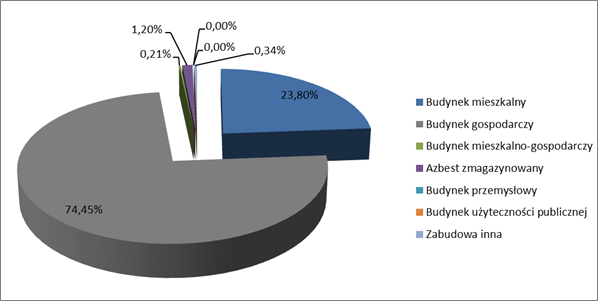 0,00%
1,20%
0,00%
0,21%
0,34%
23,80%
74,45%
Budynek mieszkalny
Budynek gospodarczy
Budynek mieszkalno-gospodarczy
Azbest zmagazynowany
Budynek przemysłowy
Budynek użyteczności publicznej
Zabudowa inna